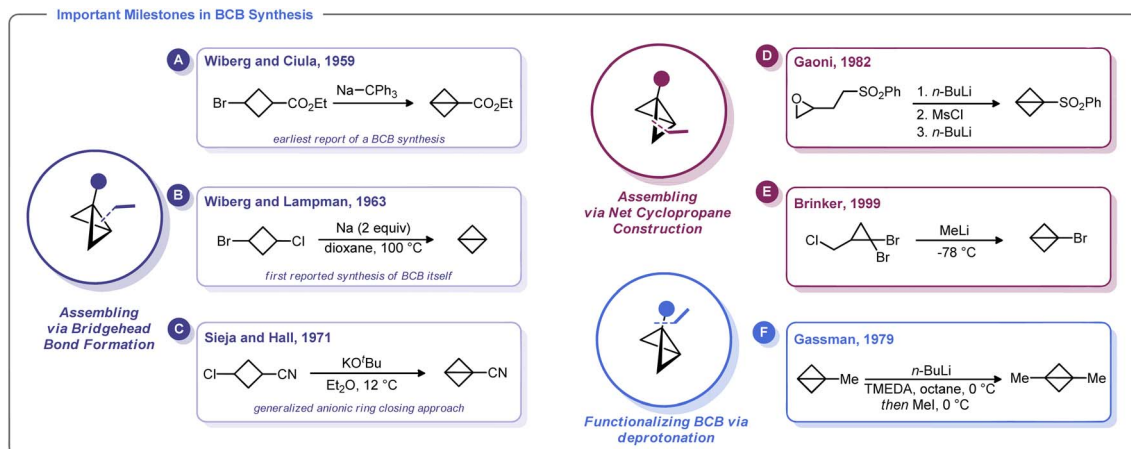 Important Milestones in BCB Synthesis
A
Wiberg and Ciula, 1959
Br
CO₂Et
Na−CPh₃
CO₂Et
earliest report of a BCB synthesis
B
Wiberg and Lampman, 1963
Br
Cl
Na (2 equiv)
dioxane, 100 °C
first reported synthesis of BCB itself
Assembling
via Bridgehead
Bond Formation
C
Sieja and Hall, 1971
Cl
CN
KOᵗBu
Et₂O, 12 °C
CN
generalized anionic ring closing approach
D
Gaoni, 1982
O
SO₂Ph
1. n-BuLi
2. MsCl
3. n-BuLi
SO₂Ph
Assembling
via Net Cyclopropane
Construction
E
Brinker, 1999
Cl
Br
Br
MeLi
-78 °C
Br
F
Gassman, 1979
Me
n-BuLi
TMEDA, octane, 0 °C
then MeI, 0 °C
Me
Me
Functionalizing BCB via
deprotonation